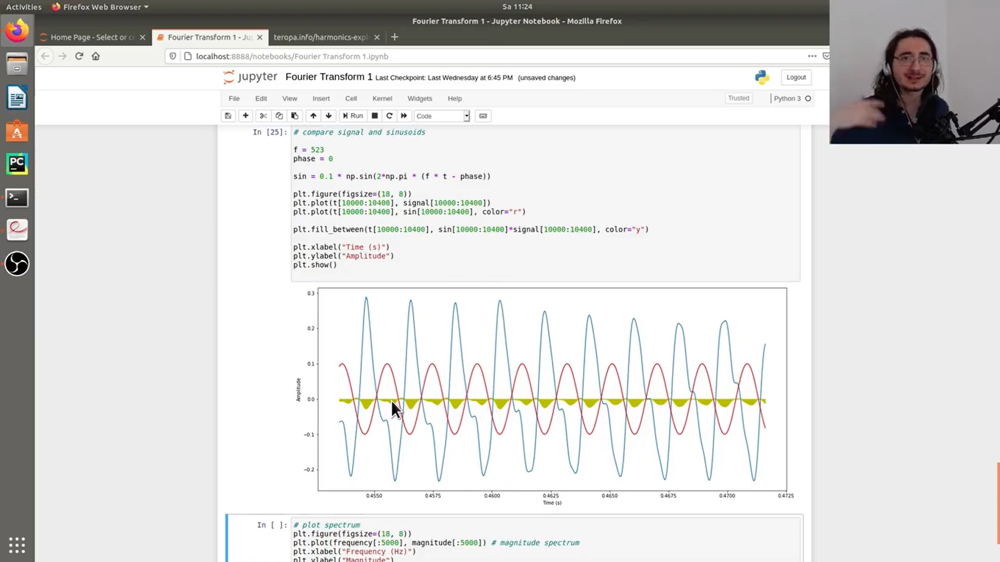 Activities
Firefox Web Browser
Sa 11:24
Fourier Transform 1 - Jupyter Notebook - Mozilla Firefox
Home Page - Select or cr
Fourier Transform 1 - Ju
teropa.info/harmonics-expl
localhost:8888/notebooks/Fourier Transform 1.ipynb
jupyter Fourier Transform 1 Last Checkpoint: Last Wednesday at 6:45 PM (unsaved changes)
Logout
File Edit View Insert Cell Kernel Widgets Help
Trusted
Python 3
Run
Code
In [25]: # compare signal and sinusoids
f = 523
phase = 0
sin = 0.1 * np.sin(2*np.pi * (f * t - phase))
plt.figure(figsize=(18, 8))
plt.plot(t[10000:10400], signal[10000:10400])
plt.plot(t[10000:10400], sin[10000:10400], color="r")
plt.fill_between(t[10000:10400], sin[10000:10400]*signal[10000:10400], color="y")
plt.xlabel("Time (s)")
plt.ylabel("Amplitude")
plt.show()
0.3
0.2
0.1
0.0
−0.1
−0.2
Amplitude
0.4550 0.4575 0.4600 0.4625 0.4650 0.4675 0.4700 0.4725
Time (s)
In [ ]: # plot spectrum
plt.figure(figsize=(18, 8))
plt.plot(frequency[:5000], magnitude[:5000]) # magnitude spectrum
plt.xlabel("Frequency (Hz)")
plt.ylabel("Magnitude")
PC